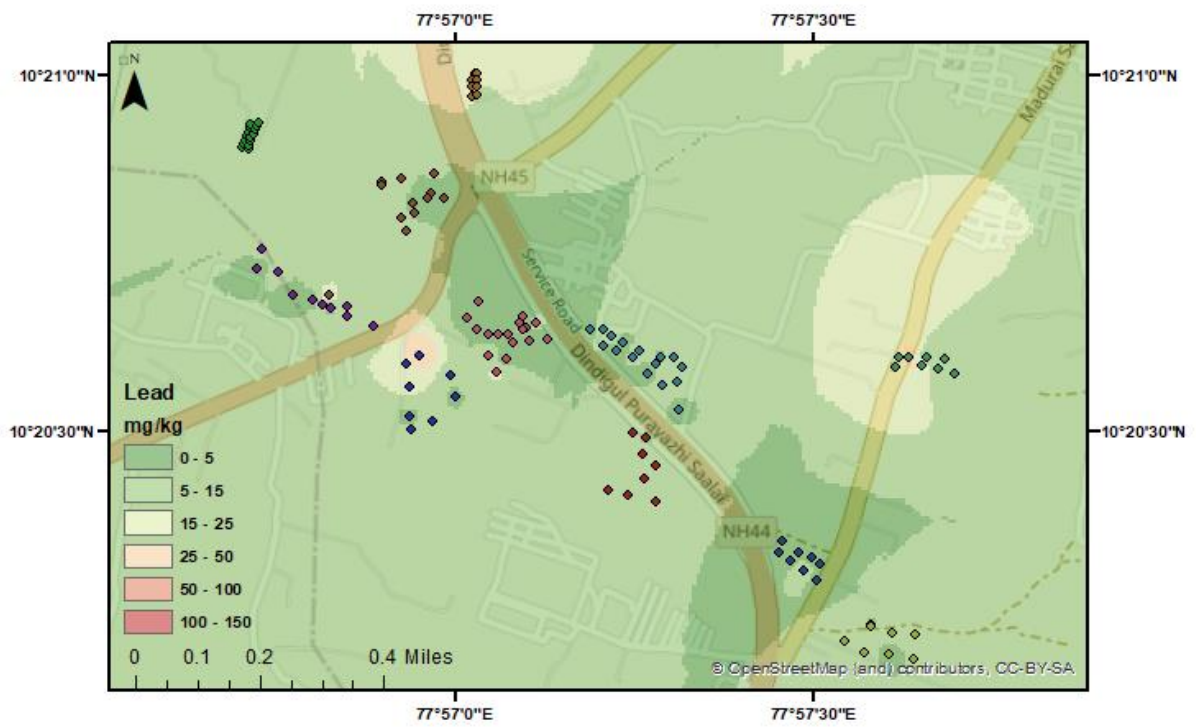 77°57'0"E 77°57'30"E
10°21'0"N 10°21'0"N
N
Madurai Sa
NH45
Service Road
Dindigul Puravazhi Saalai
10°20'30"N 10°20'30"N
NH44
Lead
mg/kg
0 - 5
5 - 15
15 - 25
25 - 50
50 - 100
100 - 150
0 0.1 0.2 0.4 Miles
© OpenStreetMap (and) contributors, CC-BY-SA
77°57'0"E 77°57'30"E